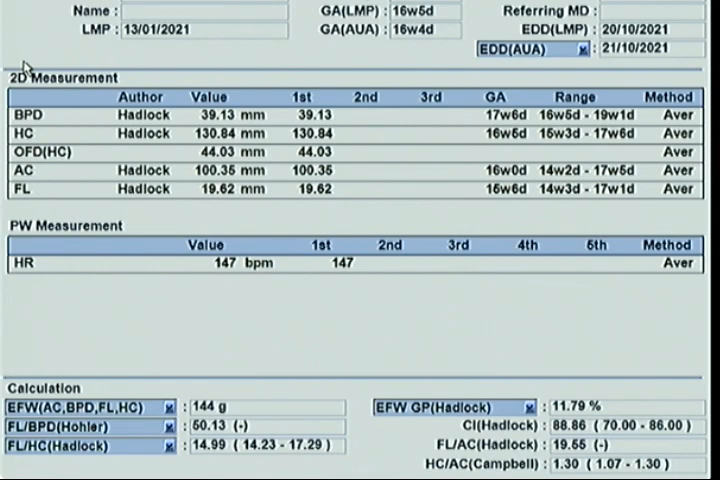 Name : GA(LMP) : 16w5d Referring MD :
LMP : 13/01/2021 GA(AUA) : 16w4d EDD(LMP) : 20/10/2021
EDD(AUA) : 21/10/2021
2D Measurement
Author Value 1st 2nd 3rd GA Range Method
BPD Hadlock 39.13 mm 39.13 17w6d 16w5d - 19w1d Aver
HC Hadlock 130.84 mm 130.84 16w5d 15w3d - 17w6d Aver
OFD(HC) 44.03 mm 44.03 Aver
AC Hadlock 100.35 mm 100.35 16w0d 14w2d - 17w5d Aver
FL Hadlock 19.62 mm 19.62 15w6d 14w3d - 17w1d Aver
PW Measurement
Value 1st 2nd 3rd 4th 5th Method
HR 147 bpm 147 Aver
Calculation
EFW(AC,BPD,FL,HC) : 144 g EFW GP(Hadlock) : 11.79 %
FL/BPD(Hohler) : 50.13 (-) CI(Hadlock) : 88.86 ( 70.00 - 86.00 )
FL/HC(Hadlock) : 14.99 ( 14.23 - 17.29 ) FL/AC(Hadlock) : 19.55 (-)
HC/AC(Campbell) : 1.30 ( 1.07 - 1.30 )